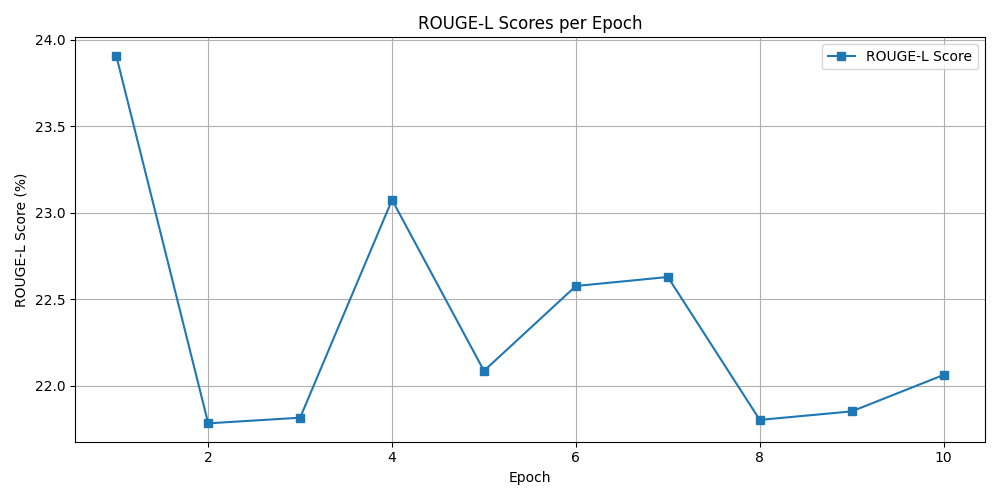 ROUGE-L Scores per Epoch
24.0
23.5
23.0
22.5
22.0
ROUGE-L Score (%)
ROUGE-L Score
2 4 6 8 10
Epoch